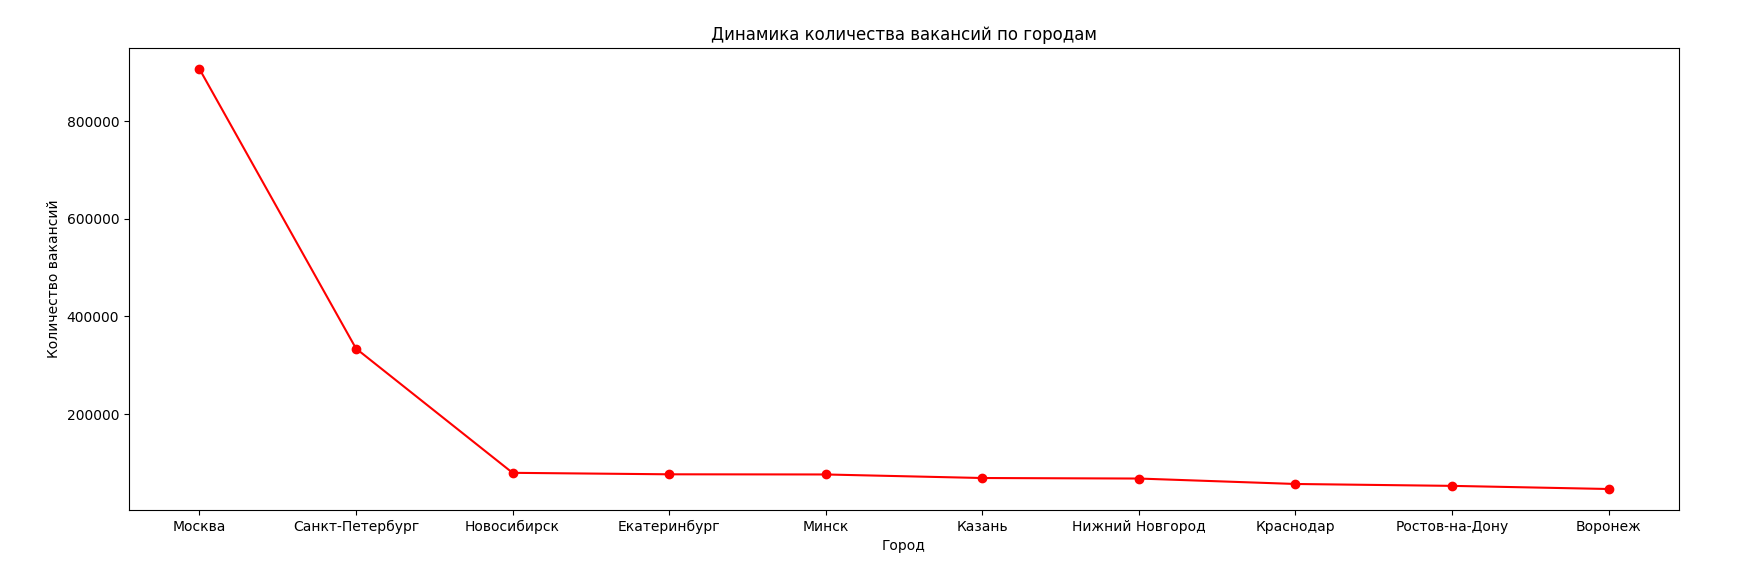 Динамика количества вакансий по городам
Количество вакансий
800000
600000
400000
200000
Москва
Санкт-Петербург
Новосибирск
Екатеринбург
Минск
Казань
Нижний Новгород
Краснодар
Ростов-на-Дону
Воронеж
Город